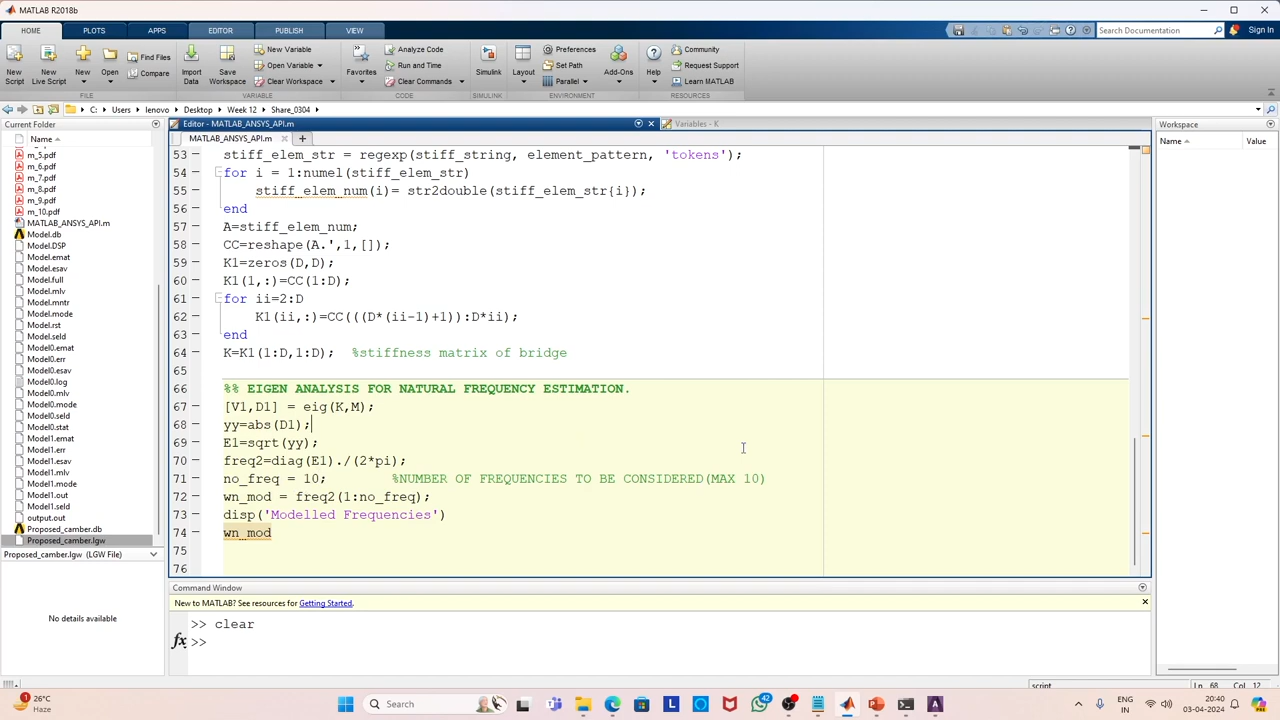 MATLAB R2018b
HOME PLOTS APPS EDITOR PUBLISH VIEW
Search Documentation
Sign In
New Script
New Live Script
New
Open
Find Files
Compare
Import Data
Save Workspace
New Variable
Open Variable
Clear Workspace
Favorites
Analyze Code
Run and Time
Clear Commands
Simulink
Layout
Preferences
Set Path
Parallel
Add-Ons
Help
Community
Request Support
Learn MATLAB
FILE VARIABLE CODE SIMULINK ENVIRONMENT RESOURCES
C: Users lenovo Desktop Week 12 Share_0304
Current Folder
Name
m_5.pdf
m_6.pdf
m_7.pdf
m_8.pdf
m_9.pdf
m_10.pdf
MATLAB_ANSYS_API.m
Model.db
Model.DSP
Model.emat
Model.esav
Model.full
Model.mlv
Model.mntr
Model.mode
Model.rst
Model.seld
Model0.emat
Model0.err
Model0.esav
Model0.log
Model0.mlv
Model0.mode
Model0.seld
Model0.stat
Model1.emat
Model1.err
Model1.esav
Model1.mlv
Model1.mode
Model1.out
Model1.seld
output.out
Proposed_camber.db
Proposed_camber.lgw
Proposed_camber.lgw (LGW File)
No details available
Editor - MATLAB_ANSYS_API.m
Variables - K
MATLAB_ANSYS_API.m
53 stiff_elem_str = regexp(stiff_string, element_pattern, 'tokens');
54 for i = 1:numel(stiff_elem_str)
55 stiff_elem_num(i)= str2double(stiff_elem_str{i});
56 end
57 A=stiff_elem_num;
58 CC=reshape(A.',1,[]);
59 K1=zeros(D,D);
60 K1(1,:)=CC(1:D);
61 for ii=2:D
62 K1(ii,:)=CC(((D*(ii-1)+1)):D*ii);
63 end
64 K=K1(1:D,1:D); %stiffness matrix of bridge
65
66 %% EIGEN ANALYSIS FOR NATURAL FREQUENCY ESTIMATION.
67 [V1,D1] = eig(K,M);
68 yy=abs(D1);
69 E1=sqrt(yy);
70 freq2=diag(E1)./(2*pi);
71 no_freq = 10; %NUMBER OF FREQUENCIES TO BE CONSIDERED(MAX 10)
72 wn_mod = freq2(1:no_freq);
73 disp('Modelled Frequencies')
74 wn_mod
75
76
Command Window
New to MATLAB? See resources for Getting Started.
>> clear
fx >>
Workspace
Name Value
script Ln 68 Col 12
1
26°C
Haze
Search
42
ENG
IN
20:40
03-04-2024